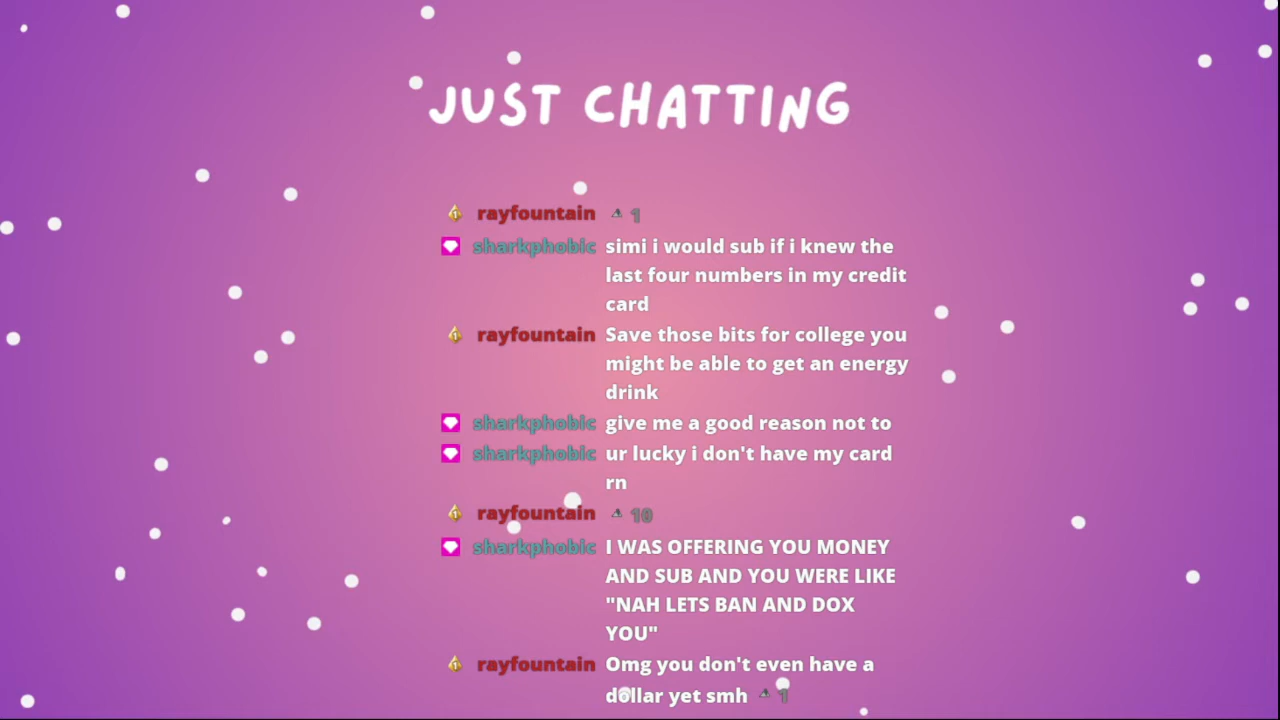 JUST CHATTING
rayfountain 1
sharkphobic simi i would sub if i knew the
last four numbers in my credit
card
rayfountain Save those bits for college you
might be able to get an energy
drink
sharkphobic give me a good reason not to
sharkphobic ur lucky i don't have my card
rn
rayfountain 10
sharkphobic I WAS OFFERING YOU MONEY
AND SUB AND YOU WERE LIKE
"NAH LETS BAN AND DOX
YOU"
rayfountain Omg you don't even have a
dollar yet smh 1